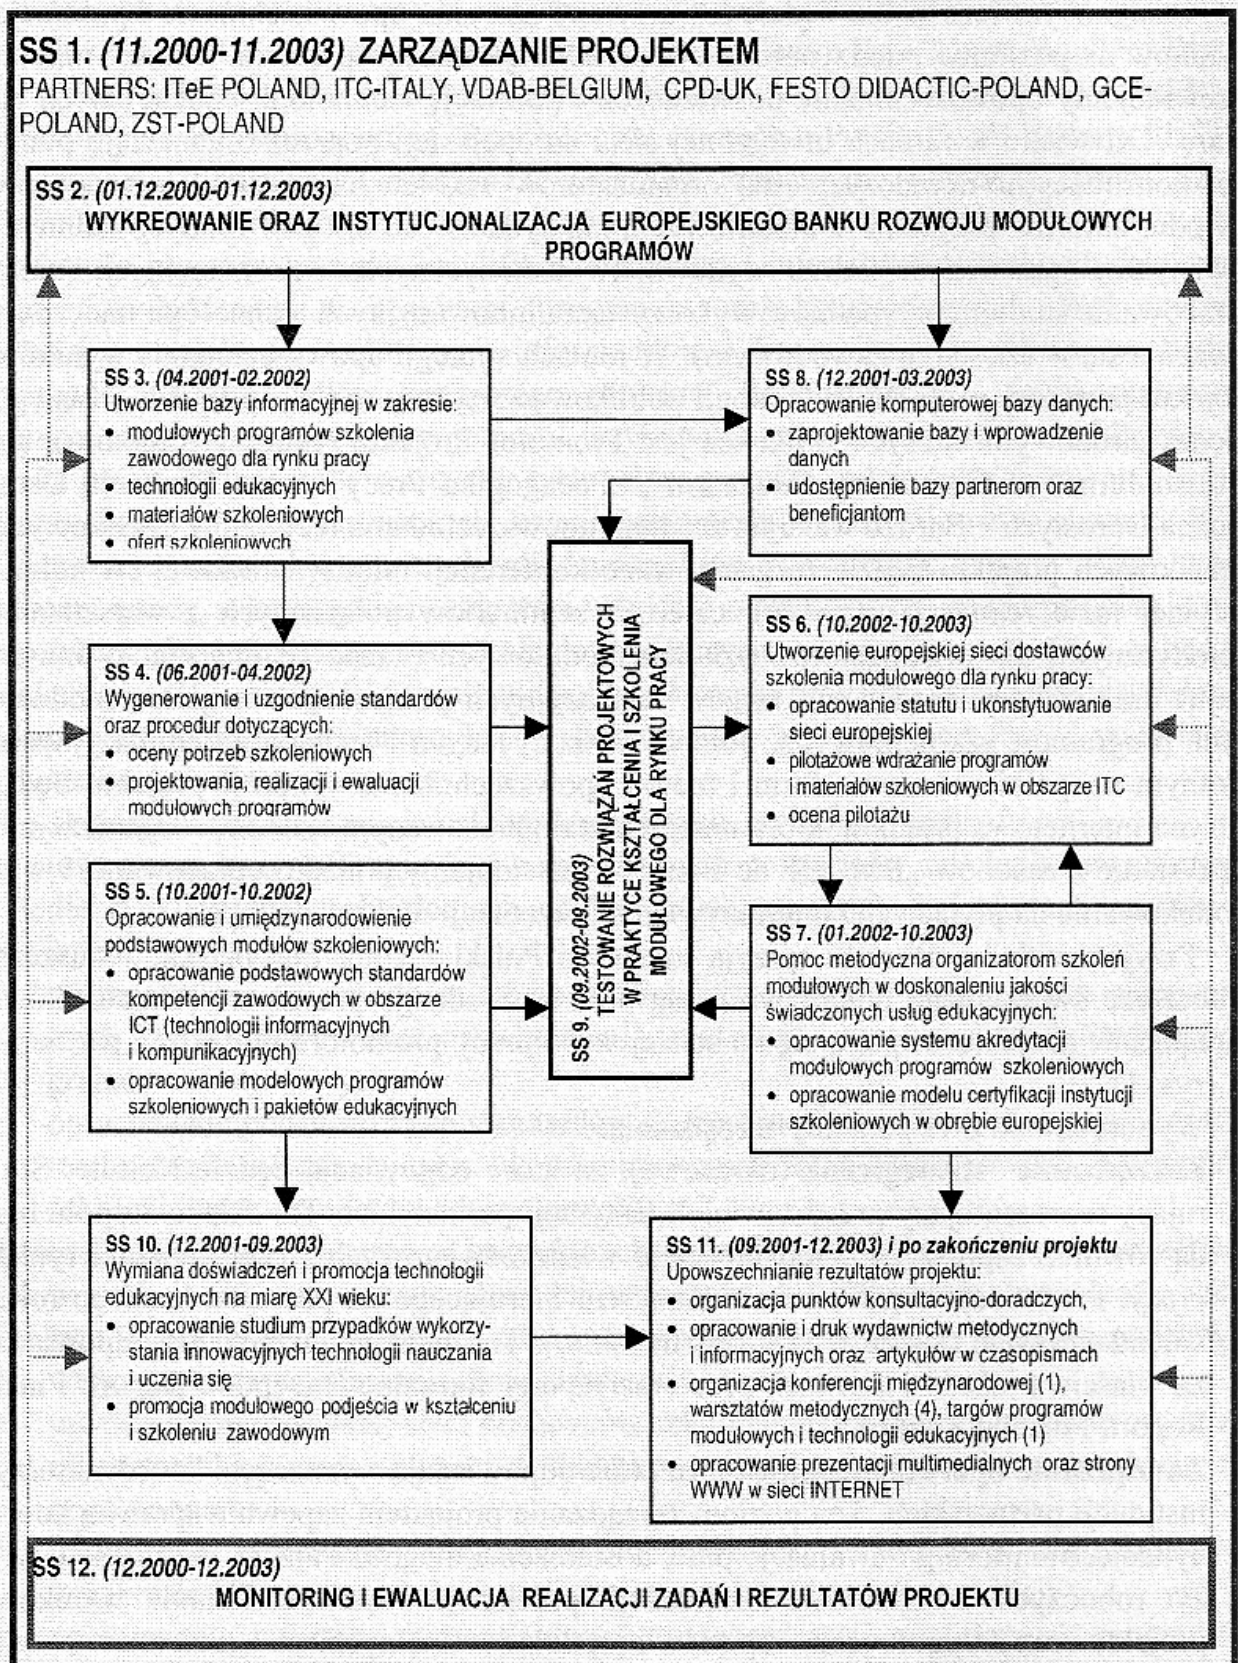 SS 1. (11.2000-11.2003) ZARZĄDZANIE PROJEKTEM
PARTNERS: ITeE POLAND, ITC-ITALY, VDAB-BELGIUM, CPD-UK, FESTO DIDACTIC-POLAND, GCE-
POLAND, ZST-POLAND
SS 2. (01.12.2000-01.12.2003)
WYKREOWANIE ORAZ INSTYTUCJONALIZACJA EUROPEJSKIEGO BANKU ROZWOJU MODUŁOWYCH
PROGRAMÓW
SS 3. (04.2001-02.2002)
Utworzenie bazy informacyjnej w zakresie:
• modułowych programów szkolenia
zawodowego dla rynku pracy
• technologii edukacyjnych
• materiałów szkoleniowych
• ofert szkoleniowych
SS 8. (12.2001-03.2003)
Opracowanie komputerowej bazy danych:
• zaprojektowanie bazy i wprowadzenie
danych
• udostępnienie bazy partnerom oraz
beneficjantom
SS 4. (06.2001-04.2002)
Wygenerowanie i uzgodnienie standardów
oraz procedur dotyczących:
• oceny potrzeb szkoleniowych
• projektowania, realizacji i ewaluacji
modułowych programów
SS 9. (09.2002-09.2003)
TESTOWANIE ROZWIĄZAŃ PROJEKTOWYCH
W PRAKTYCE KSZTAŁCENIA I SZKOLENIA
MODUŁOWEGO DLA RYNKU PRACY
SS 6. (10.2002-10.2003)
Utworzenie europejskiej sieci dostawców
szkolenia modułowego dla rynku pracy:
• opracowanie statutu i ukonstytuowanie
sieci europejskiej
• pilotażowe wdrażanie programów
i materiałów szkoleniowych w obszarze ITC
• ocena pilotażu
SS 5. (10.2001-10.2002)
Opracowanie i umiędzynarodowienie
podstawowych modułów szkoleniowych:
• opracowanie podstawowych standardów
kompetencji zawodowych w obszarze
ICT (technologii informacyjnych
i kompunikacyjnych)
• opracowanie modelowych programów
szkoleniowych i pakietów edukacyjnych
SS 7. (01.2002-10.2003)
Pomoc metodyczna organizatorom szkoleń
modułowych w doskonaleniu jakości
świadczonych usług edukacyjnych:
• opracowanie systemu akredytacji
modułowych programów szkoleniowych
• opracowanie modelu certyfikacji instytucji
szkoleniowych w obrębie europejskiej
SS 10. (12.2001-09.2003)
Wymiana doświadczeń i promocja technologii
edukacyjnych na miarę XXI wieku:
• opracowanie studium przypadków wykorzy-
stania innowacyjnych technologii nauczania
i uczenia się
• promocja modułowego podjeścia w kształceniu
i szkoleniu zawodowym
SS 11. (09.2001-12.2003) i po zakończeniu projektu
Upowszechnianie rezultatów projektu:
• organizacja punktów konsultacyjno-doradczych,
• opracowanie i druk wydawnictw metodycznych
i informacyjnych oraz artykułów w czasopismach
• organizacja konferencji międzynarodowej (1),
warsztatów metodycznych (4), targów programów
modułowych i technologii edukacyjnych (1)
• opracowanie prezentacji multimedialnych oraz strony
WWW w sieci INTERNET
SS 12. (12.2000-12.2003)
MONITORING I EWALUACJA REALIZACJI ZADAŃ I REZULTATÓW PROJEKTU